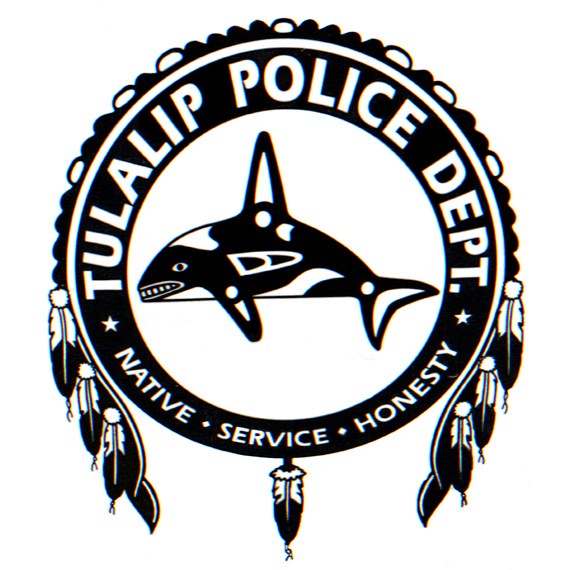 TULALIP POLICE DEPT.
NATIVE • SERVICE • HONESTY